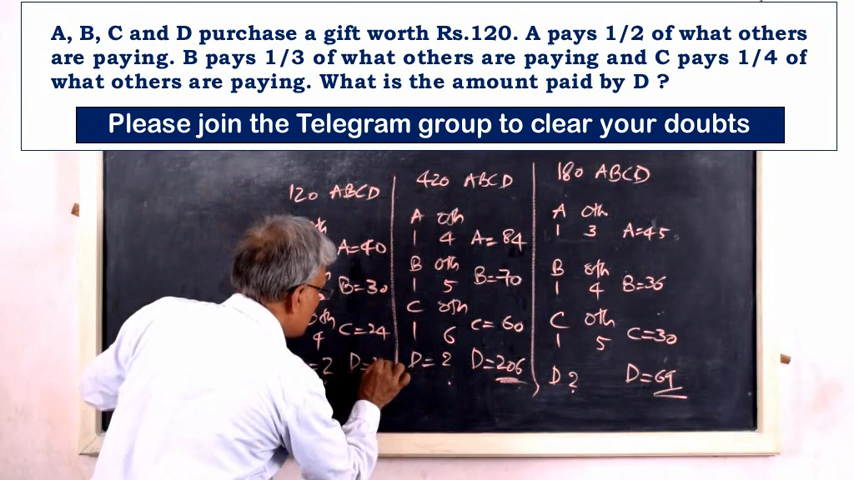 A, B, C and D purchase a gift worth Rs.120. A pays 1/2 of what others
are paying. B pays 1/3 of what others are paying and C pays 1/4 of
what others are paying. What is the amount paid by D ?
Please join the Telegram group to clear your doubts
120 ABCD
A=40
B=30
4 C=24
=2 D=
420 ABCD
A oth
1 4 A=84
B oth
1 5 B=70
C oth
1 6 C=60
D=2 D=206
180 ABCD
A oth
1 3 A=45
B oth
1 4 B=36
C oth
1 5 C=30
D ? D=69